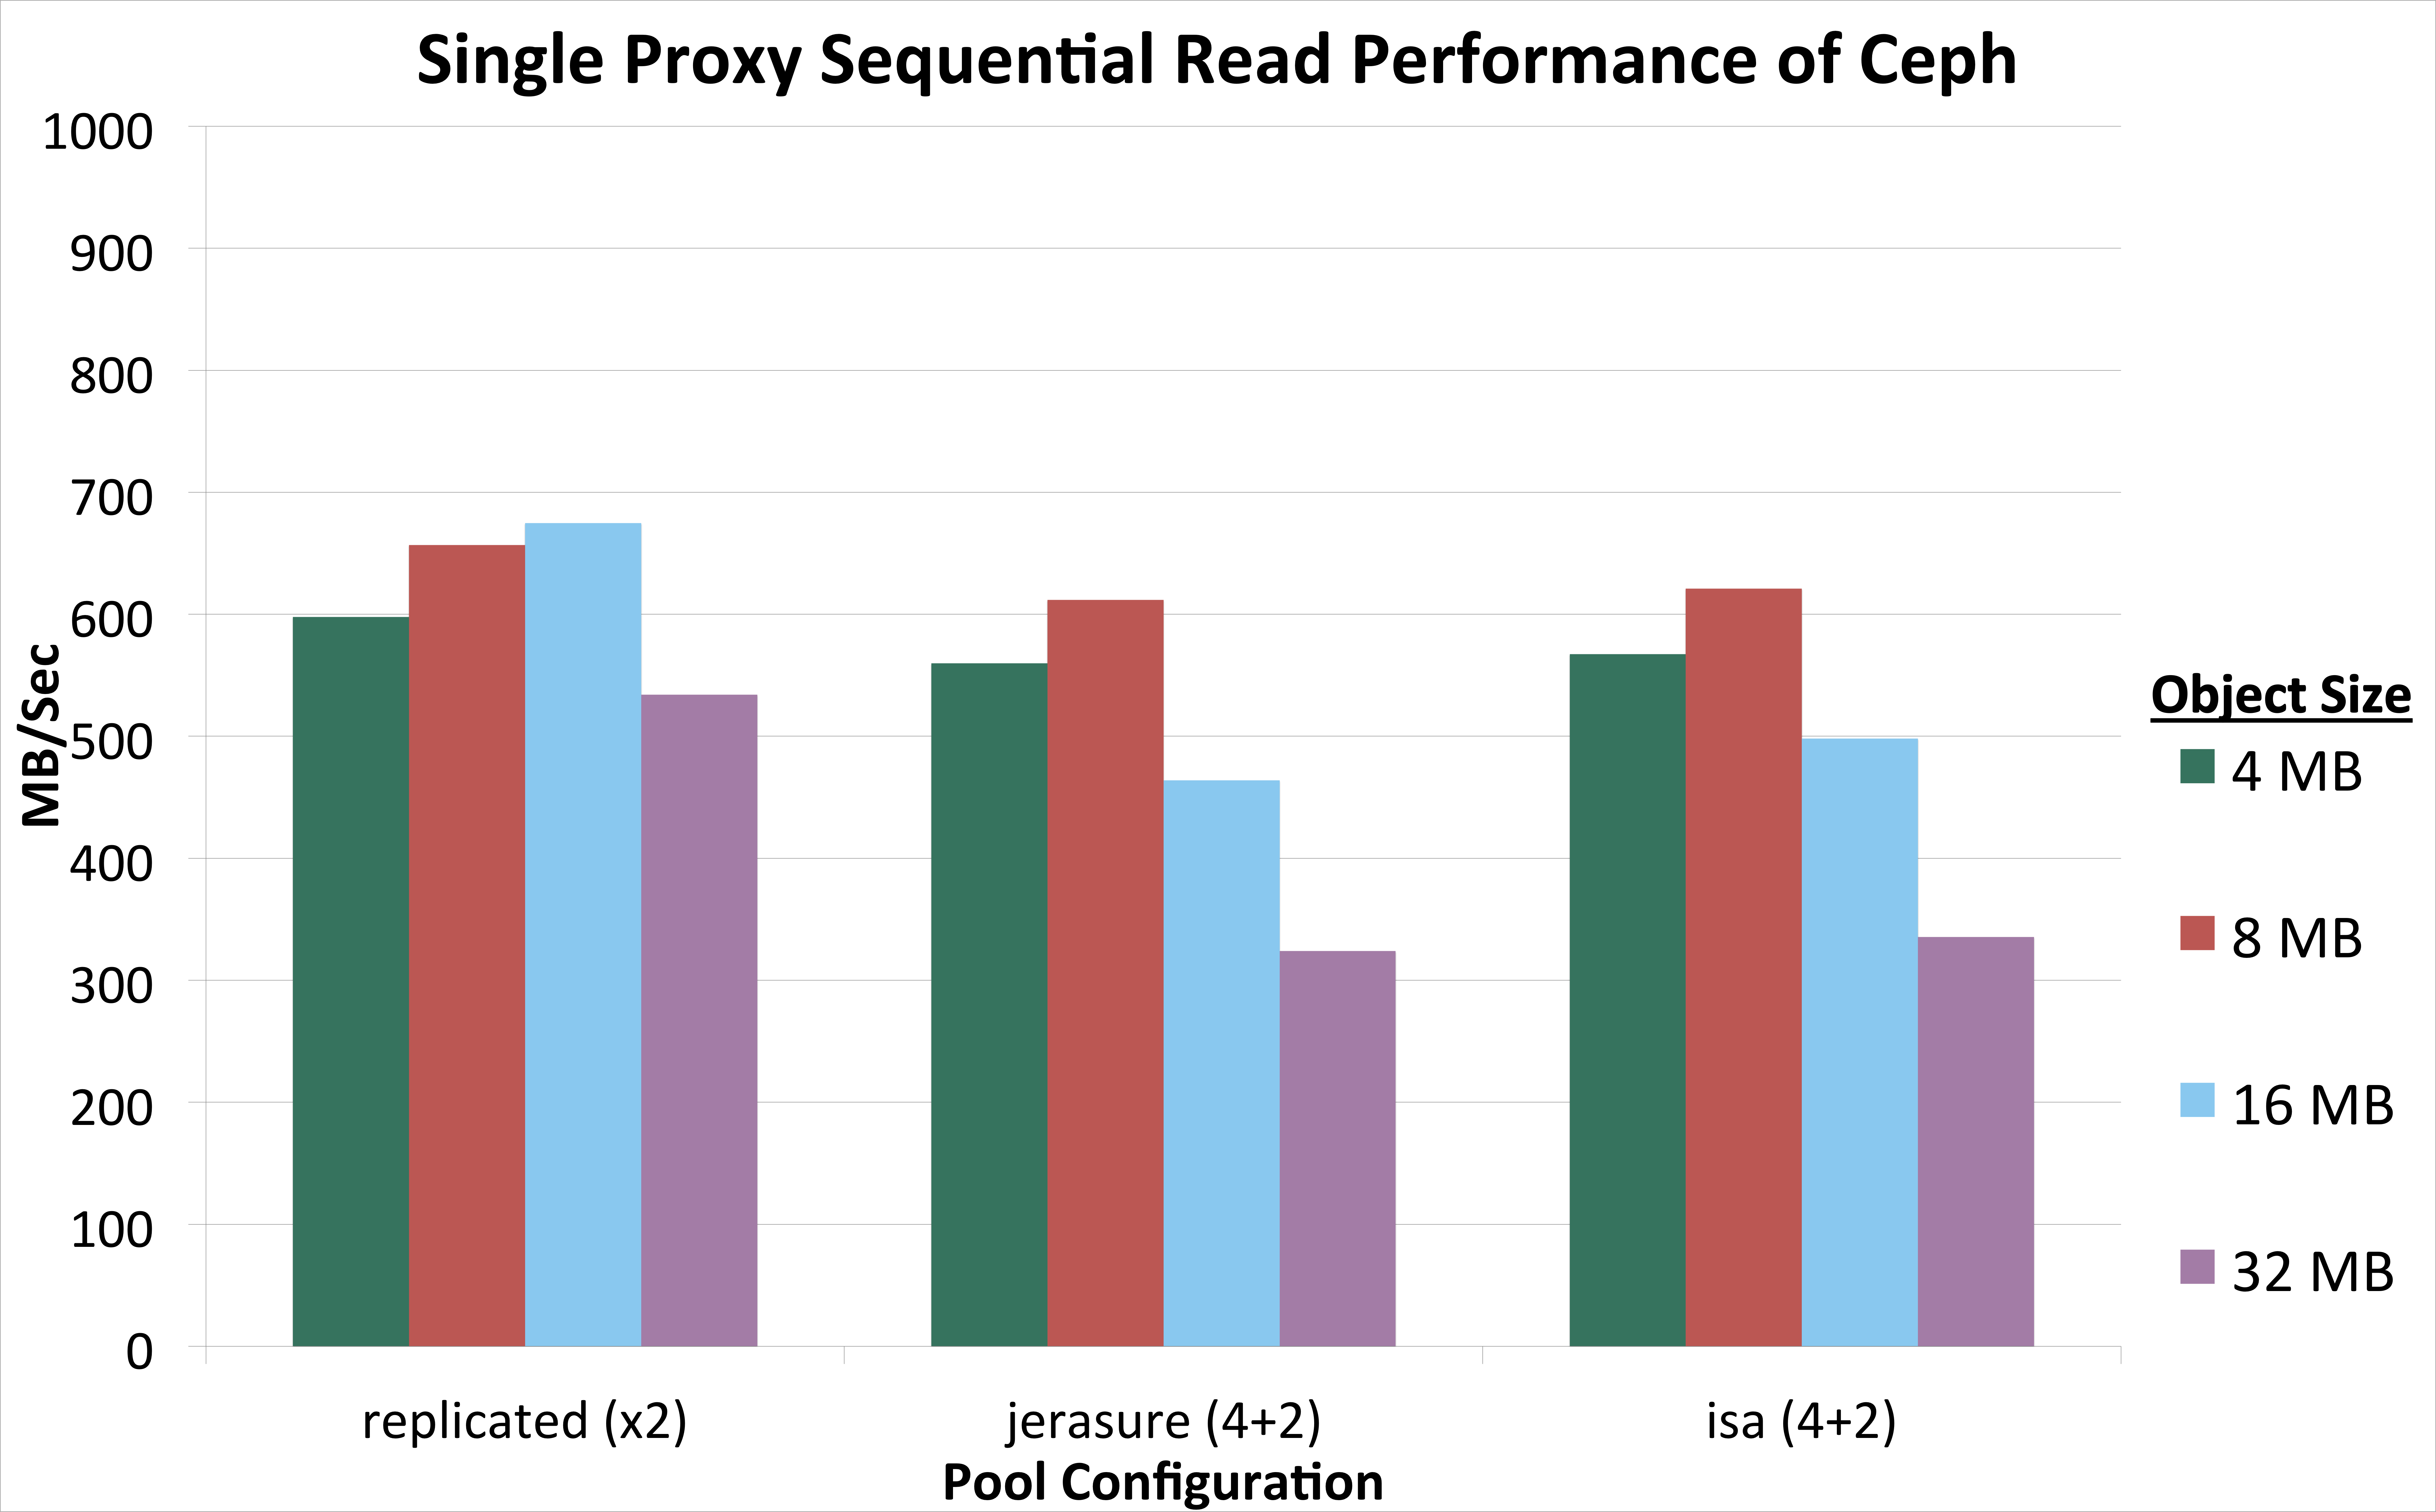 Single Proxy Sequential Read Performance of Ceph
1000
900
800
700
600
500
400
300
200
100
0
MB/Sec
replicated (x2)
jerasure (4+2)
isa (4+2)
Pool Configuration
Object Size
4 MB
8 MB
16 MB
32 MB